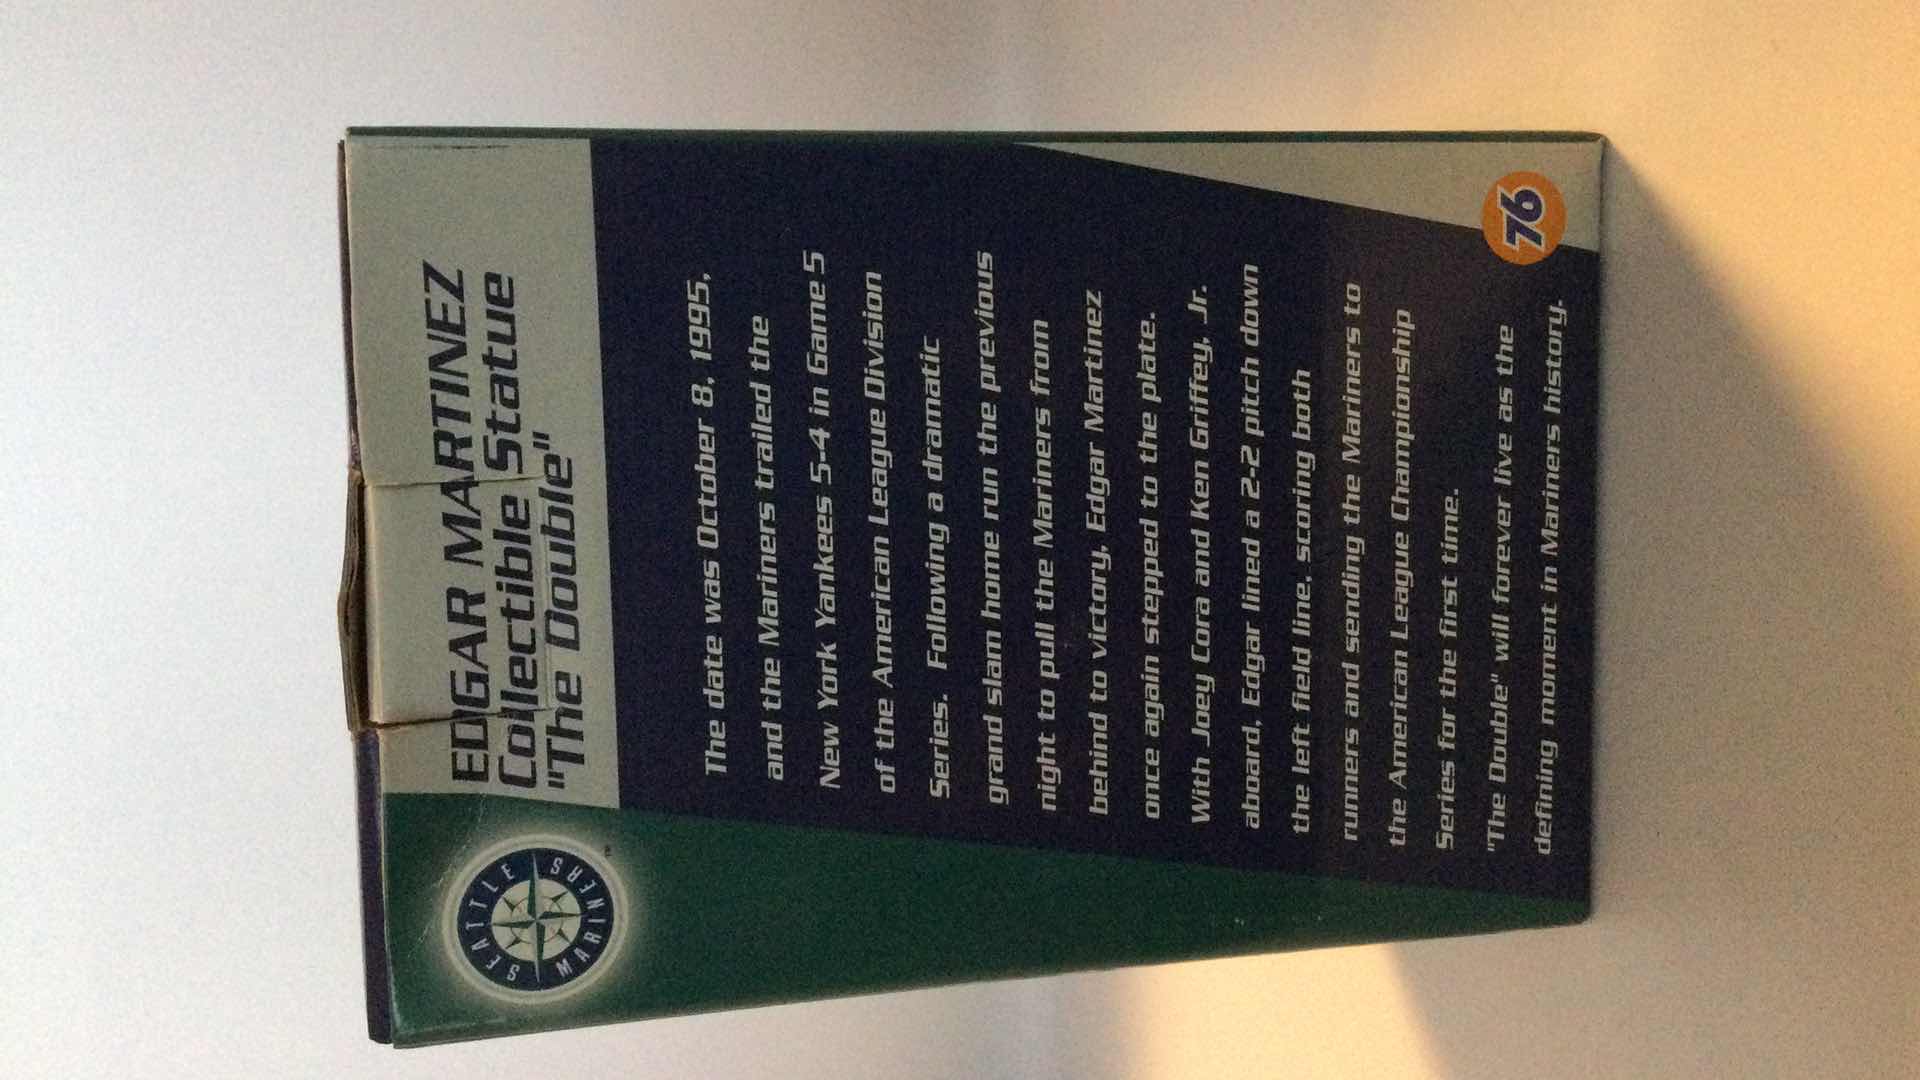 SEATTLE MARINERS
TM
EDGAR MARTINEZ
Collectible Statue
"The Double"
The date was October 8, 1995,
and the Mariners trailed the
New York Yankees 5-4 in Game 5
of the American League Division
Series. Following a dramatic
grand slam home run the previous
night to pull the Mariners from
behind to victory, Edgar Martinez
once again stepped to the plate.
With Joey Cora and Ken Griffey, Jr.
aboard, Edgar lined a 2-2 pitch down
the left field line, scoring both
runners and sending the Mariners to
the American League Championship
Series for the first time.
"The Double" will forever live as the
defining moment in Mariners history.
76